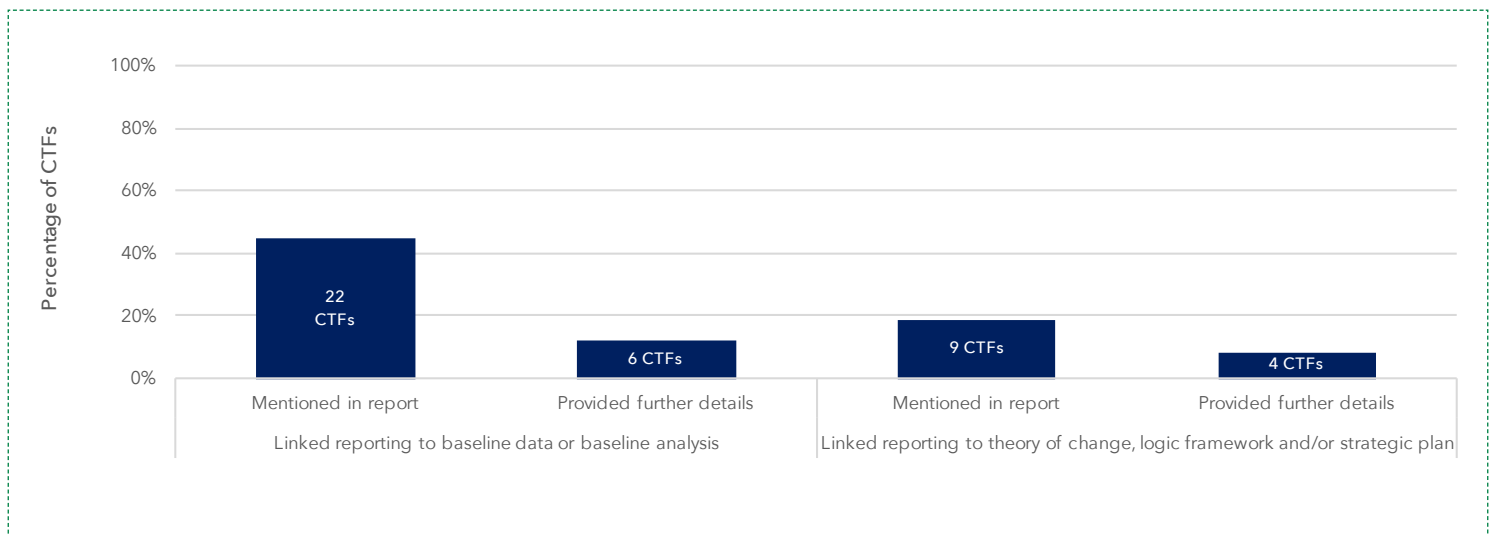 Percentage of CTFs
100%
80%
60%
40%
20%
0%
22
CTFs
6 CTFs
9 CTFs
4 CTFs
Mentioned in report
Provided further details
Mentioned in report
Provided further details
Linked reporting to baseline data or baseline analysis
Linked reporting to theory of change, logic framework and/or strategic plan